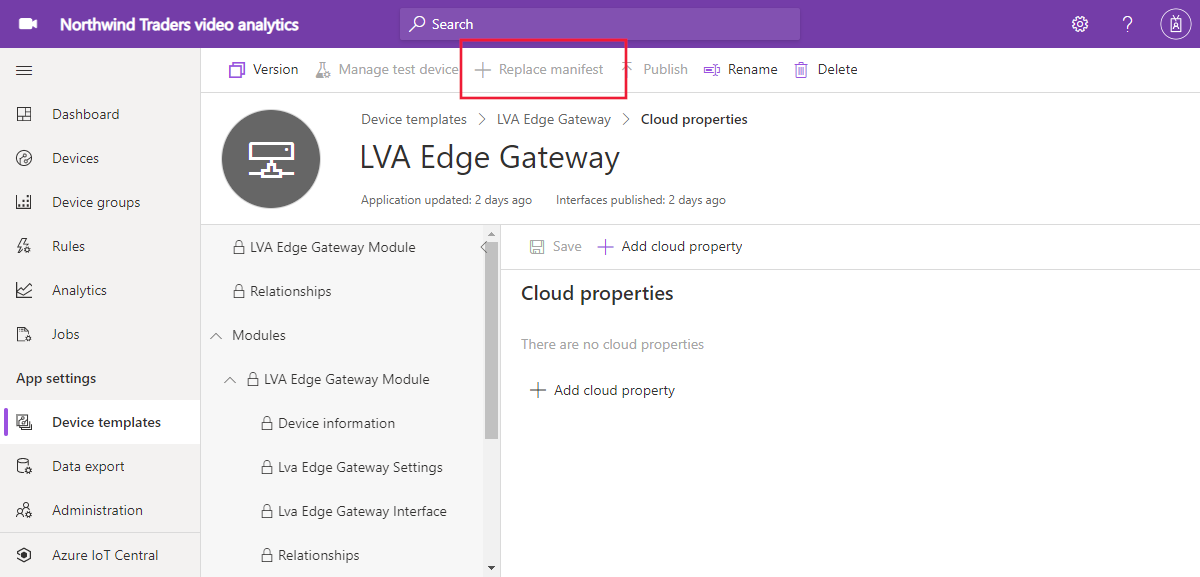 Northwind Traders video analytics
Search
?
Version
Manage test device
Replace manifest
Publish
Rename
Delete
Dashboard
Devices
Device groups
Rules
Analytics
Jobs
App settings
Device templates
Data export
Administration
Azure IoT Central
Device templates > LVA Edge Gateway > Cloud properties
LVA Edge Gateway
Application updated: 2 days ago Interfaces published: 2 days ago
LVA Edge Gateway Module
Relationships
Modules
LVA Edge Gateway Module
Device information
Lva Edge Gateway Settings
Lva Edge Gateway Interface
Relationships
Save
Add cloud property
Cloud properties
There are no cloud properties
Add cloud property